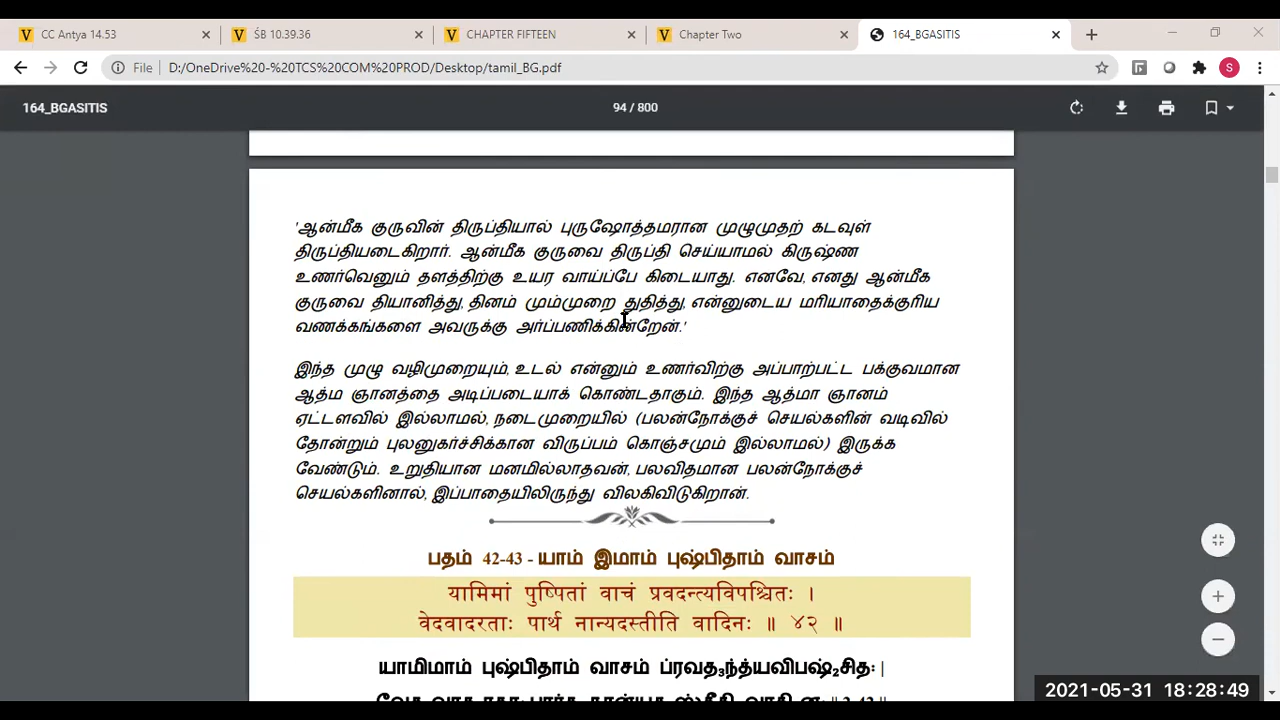 CC Antya 14.53
ŚB 10.39.36
CHAPTER FIFTEEN
Chapter Two
164_BGASITIS
File
D:/OneDrive%20-%20TCS%20COM%20PROD/Desktop/tamil_BG.pdf
S
164_BGASITIS
94 / 800
'ஆன்மீக குருவின் திருப்தியால் புருஷோத்தமரான முழுமுதற் கடவுள்
திருப்தியடைகிறார். ஆன்மீக குருவை திருப்தி செய்யாமல் கிருஷ்ண
உணர்வெனும் தளத்திற்கு உயர வாய்ப்பே கிடையாது. எனவே, எனது ஆன்மீக
குருவை தியானித்து, தினம் மும்முறை துதித்து, என்னுடைய மரியாதைக்குரிய
வணக்கங்களை அவருக்கு அர்ப்பணிக்கின்றேன்.'
இந்த முழு வழிமுறையும், உடல் என்னும் உணர்விற்கு அப்பாற்பட்ட பக்குவமான
ஆத்ம ஞானத்தை அடிப்படையாக் கொண்டதாகும். இந்த ஆத்மா ஞானம்
ஏட்டளவில் இல்லாமல், நடைமுறையில் (பலன்நோக்குச் செயல்களின் வடிவில்
தோன்றும் புலனுகர்ச்சிக்கான விருப்பம் கொஞ்சமும் இல்லாமல்) இருக்க
வேண்டும். உறுதியான மனமில்லாதவன், பலவிதமான பலன்நோக்குச்
செயல்களினால், இப்பாதையிலிருந்து விலகிவிடுகிறான்.
பதம் 42-43 - யாம் இமாம் புஷ்பிதாம் வாசம்
यामिमां पुष्पितां वाचं प्रवदन्त्यविपश्चितः ।
वेदवादरताः पार्थ नान्यदस्तीति वादिनः ॥ ४२ ॥
யாமிமாம் புஷ்பிதாம் வாசம் ப்ரவத₃ந்த்யவிபஷ்₂சித: |
2021-05-31 18:28:49